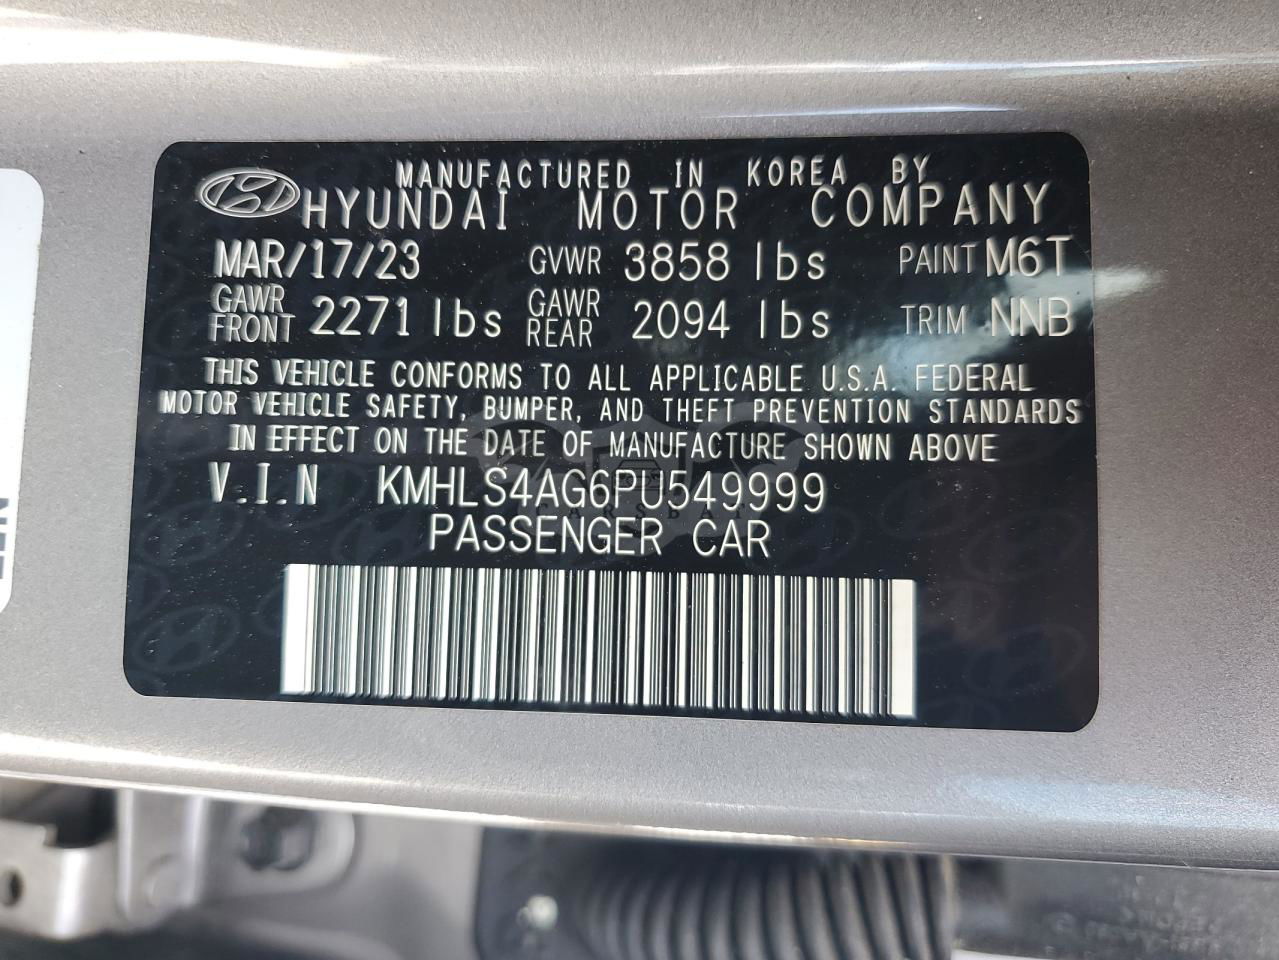 MANUFACTURED IN KOREA BY
HYUNDAI MOTOR COMPANY
MAR/17/23 GVWR 3858 lbs PAINT M6T
GAWR FRONT 2271 lbs GAWR REAR 2094 lbs TRIM NNB
THIS VEHICLE CONFORMS TO ALL APPLICABLE U.S.A. FEDERAL
MOTOR VEHICLE SAFETY, BUMPER, AND THEFT PREVENTION STANDARDS
IN EFFECT ON THE DATE OF MANUFACTURE SHOWN ABOVE
V.I.N KMHLS4AG6PU549999
CARSBAT
PASSENGER CAR